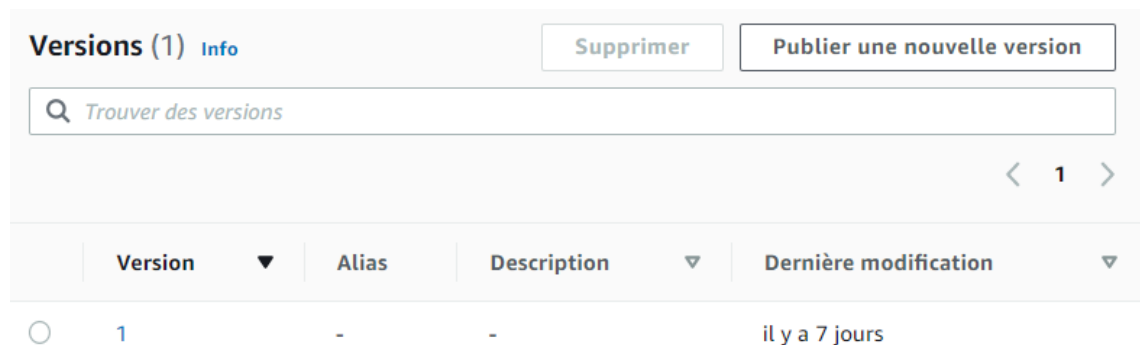 Versions (1) Info Supprimer Publier une nouvelle version
Trouver des versions
1
Version Alias Description Dernière modification
1 - - il y a 7 jours